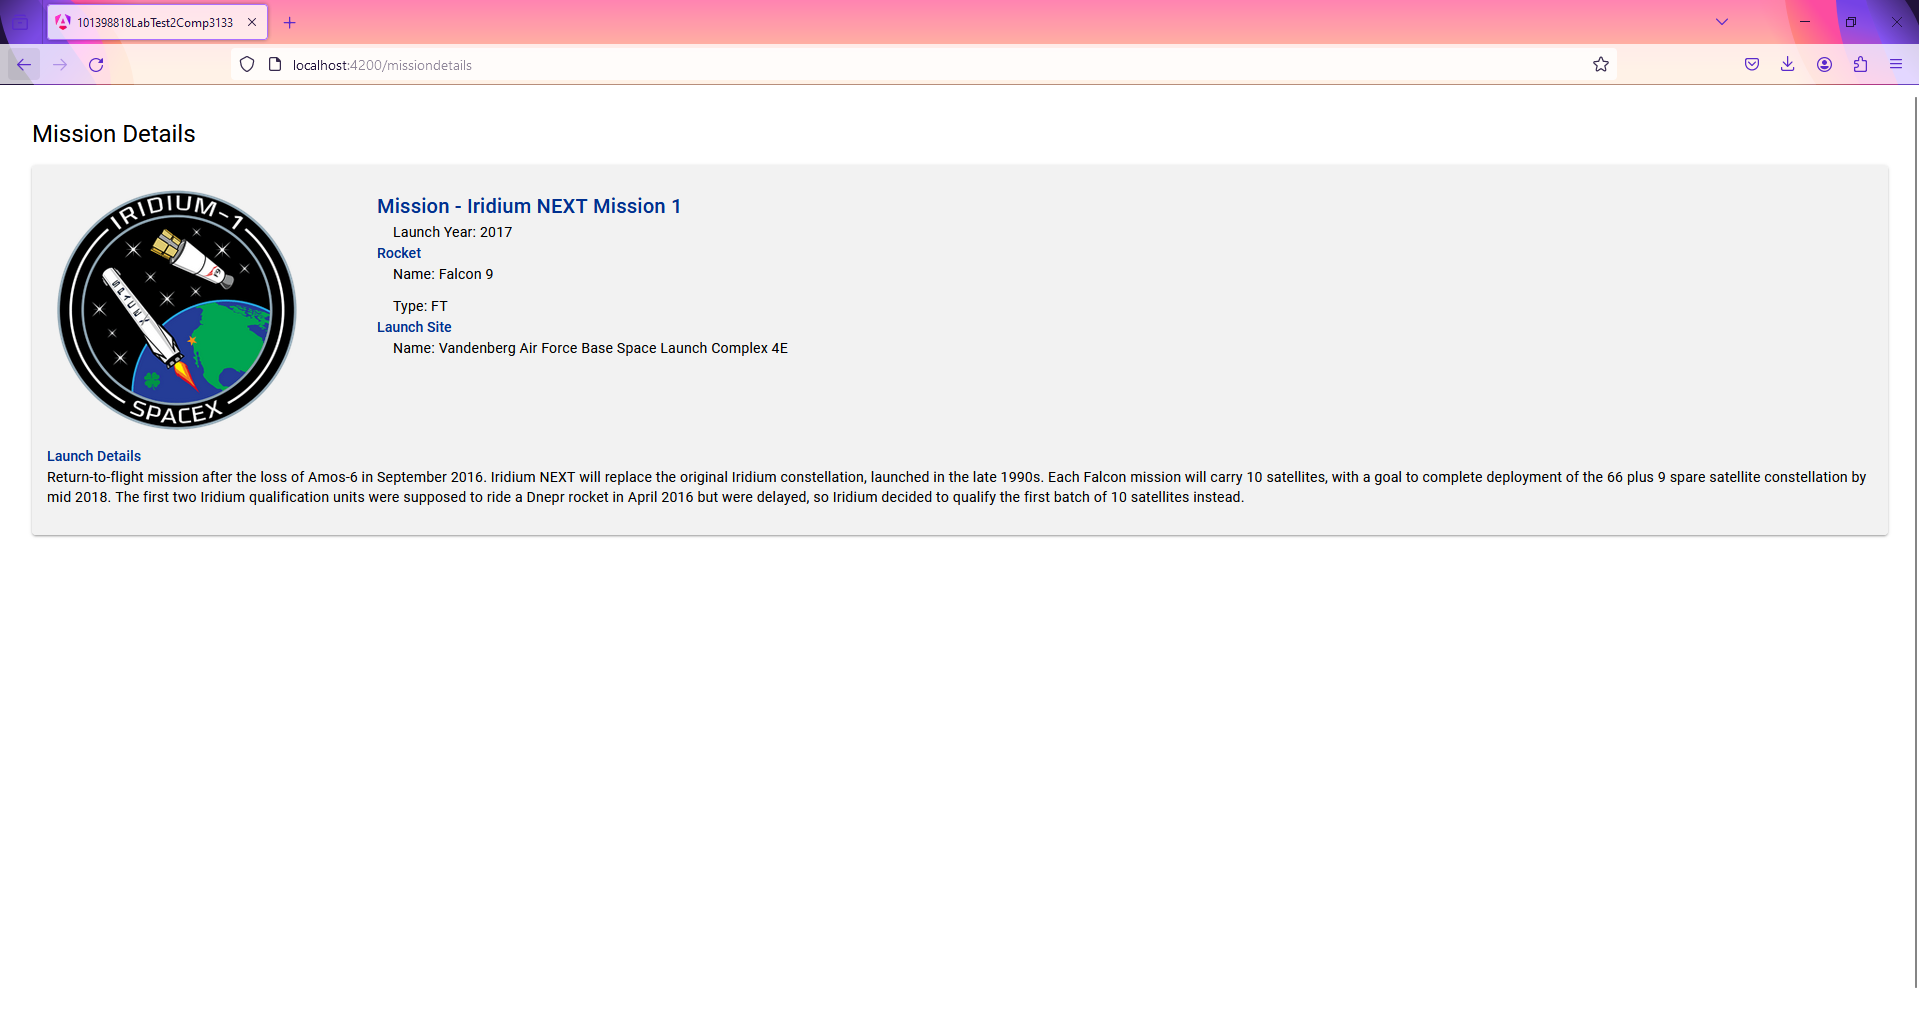 101398818LabTest2Comp3133
localhost:4200/missiondetails
Mission Details
IRIDIUM-1
F9
SPACEX
SPACEX
Mission - Iridium NEXT Mission 1
Launch Year: 2017
Rocket
Name: Falcon 9
Type: FT
Launch Site
Name: Vandenberg Air Force Base Space Launch Complex 4E
Launch Details
Return-to-flight mission after the loss of Amos-6 in September 2016. Iridium NEXT will replace the original Iridium constellation, launched in the late 1990s. Each Falcon mission will carry 10 satellites, with a goal to complete deployment of the 66 plus 9 spare satellite constellation by
mid 2018. The first two Iridium qualification units were supposed to ride a Dnepr rocket in April 2016 but were delayed, so Iridium decided to qualify the first batch of 10 satellites instead.